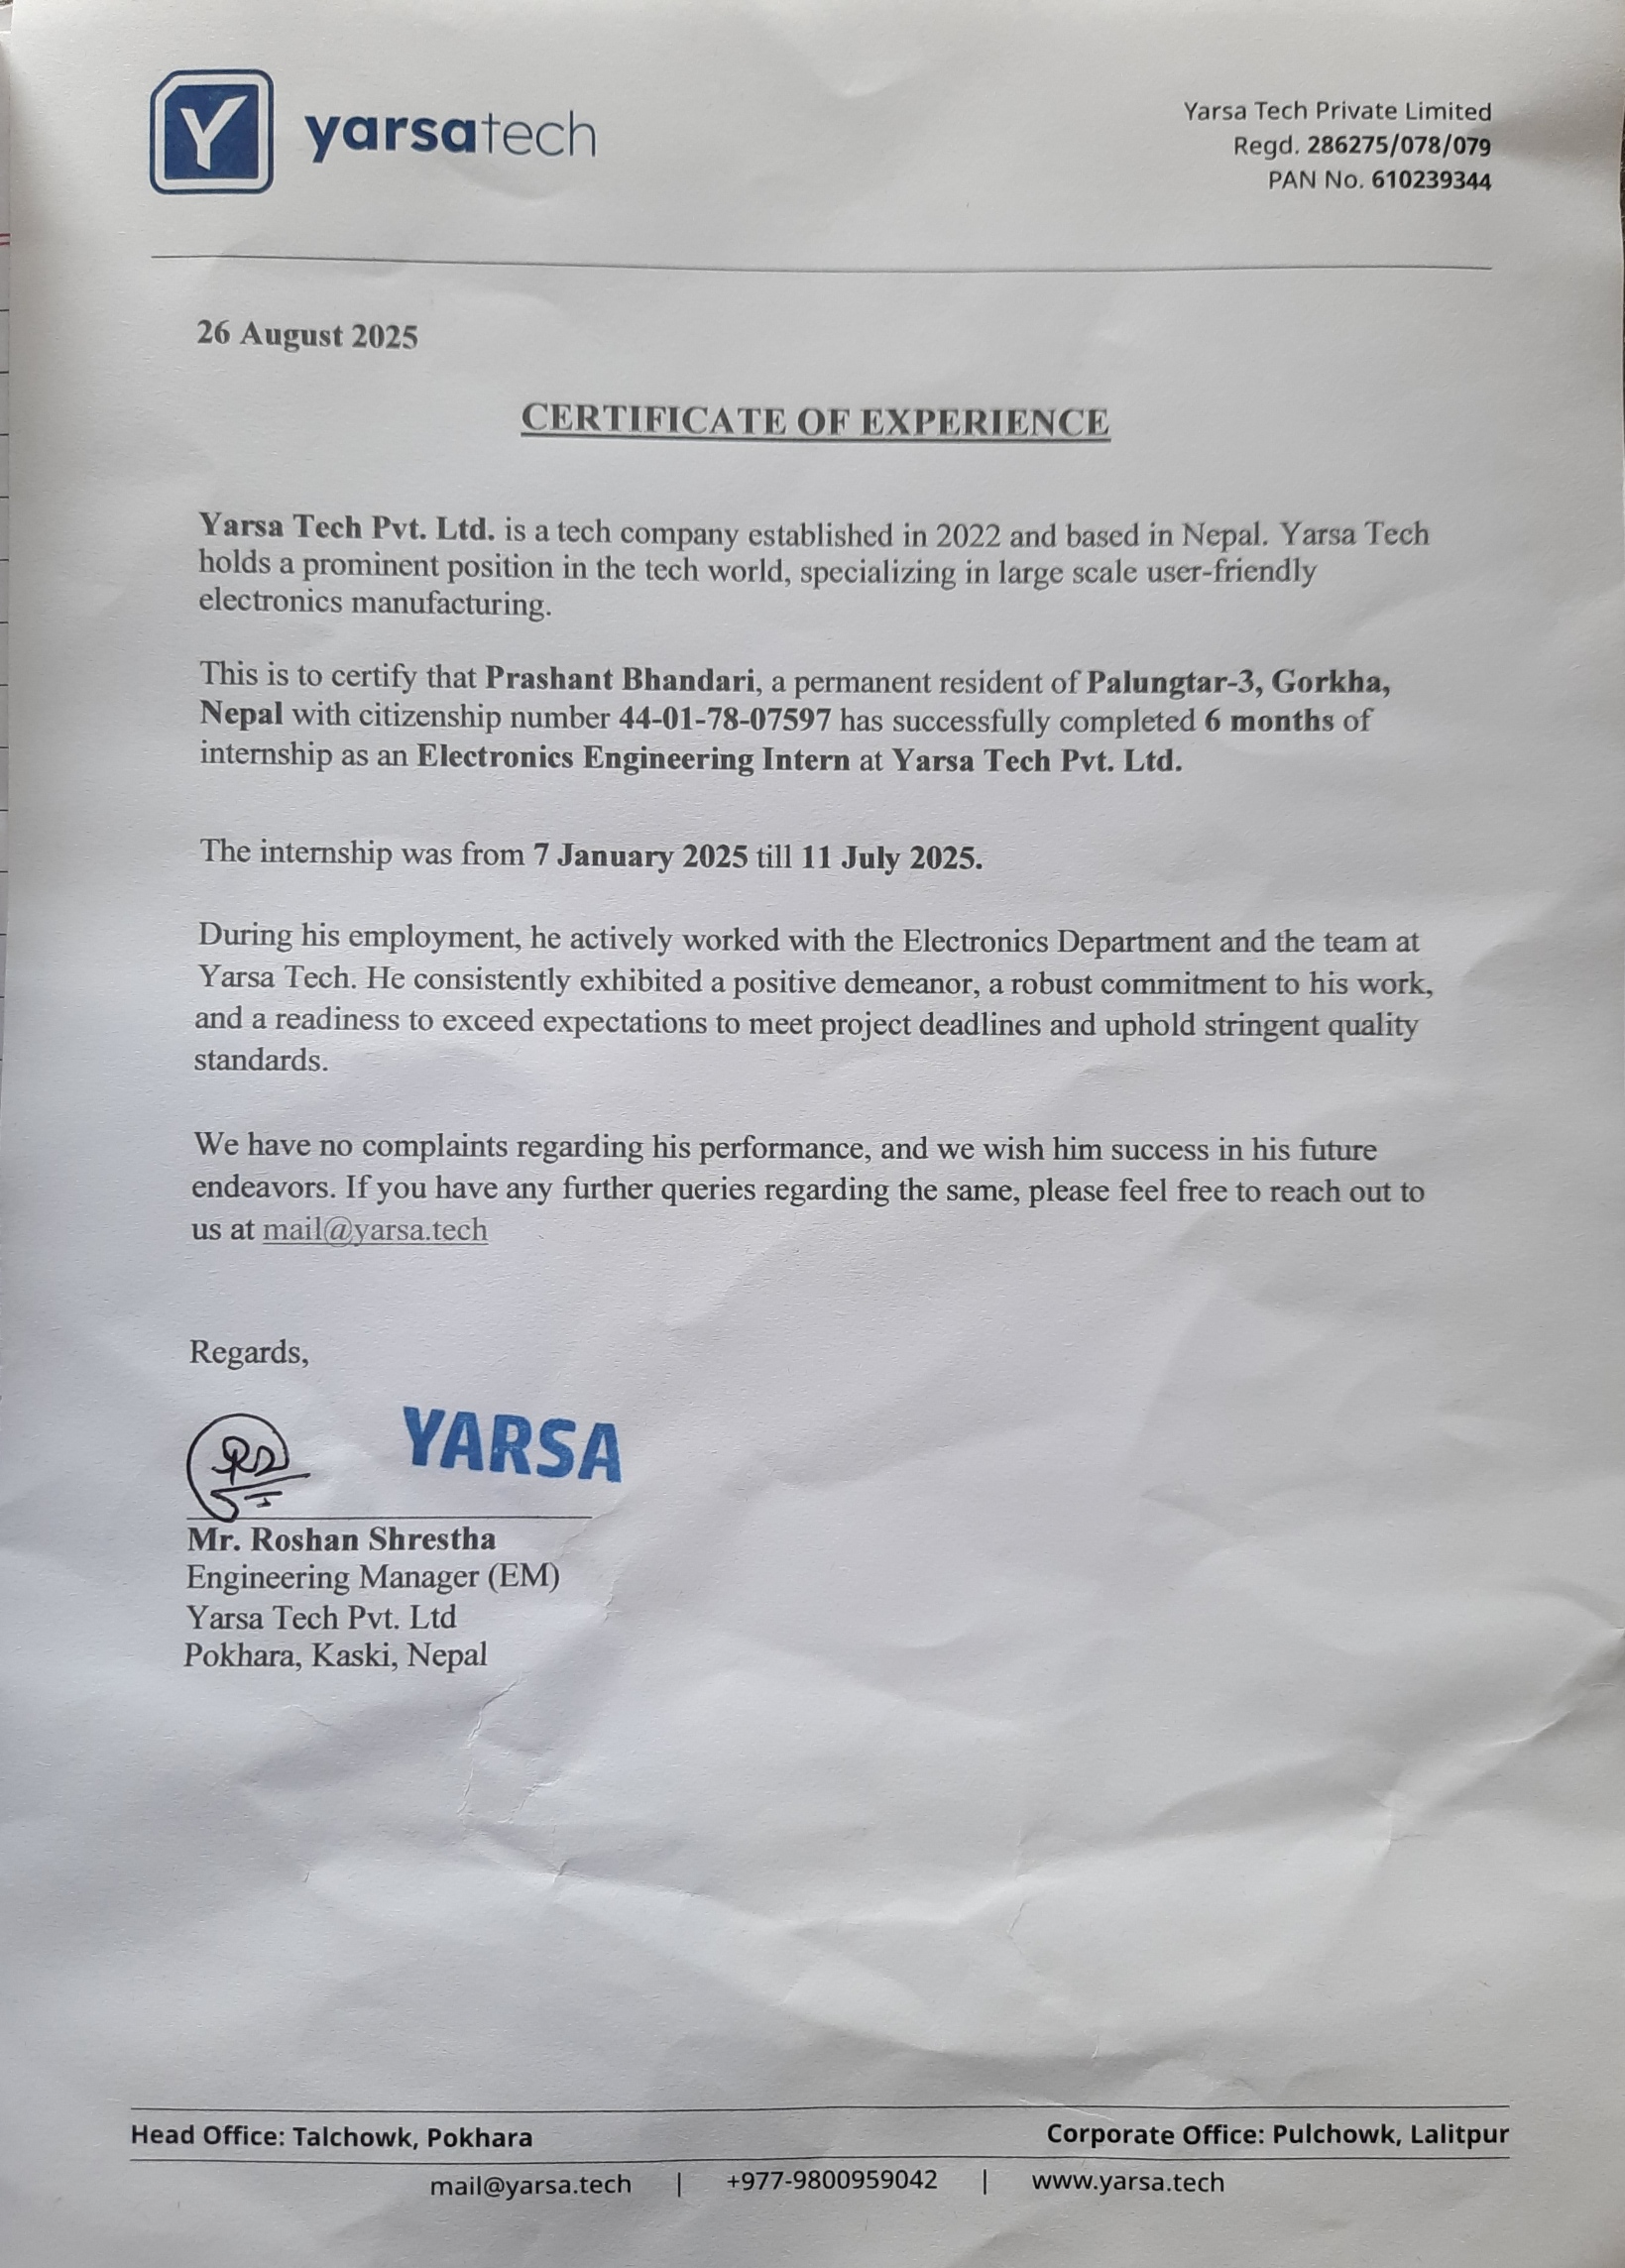 Y yarsatech
Yarsa Tech Private Limited
Regd. 286275/078/079
PAN No. 610239344
26 August 2025
CERTIFICATE OF EXPERIENCE
Yarsa Tech Pvt. Ltd. is a tech company established in 2022 and based in Nepal. Yarsa Tech
holds a prominent position in the tech world, specializing in large scale user-friendly
electronics manufacturing.
This is to certify that Prashant Bhandari, a permanent resident of Palungtar-3, Gorkha,
Nepal with citizenship number 44-01-78-07597 has successfully completed 6 months of
internship as an Electronics Engineering Intern at Yarsa Tech Pvt. Ltd.
The internship was from 7 January 2025 till 11 July 2025.
During his employment, he actively worked with the Electronics Department and the team at
Yarsa Tech. He consistently exhibited a positive demeanor, a robust commitment to his work,
and a readiness to exceed expectations to meet project deadlines and uphold stringent quality
standards.
We have no complaints regarding his performance, and we wish him success in his future
endeavors. If you have any further queries regarding the same, please feel free to reach out to
us at mail@yarsa.tech
Regards,
YARSA
Mr. Roshan Shrestha
Engineering Manager (EM)
Yarsa Tech Pvt. Ltd
Pokhara, Kaski, Nepal
Head Office: Talchowk, Pokhara
Corporate Office: Pulchowk, Lalitpur
mail@yarsa.tech | +977-9800959042 | www.yarsa.tech